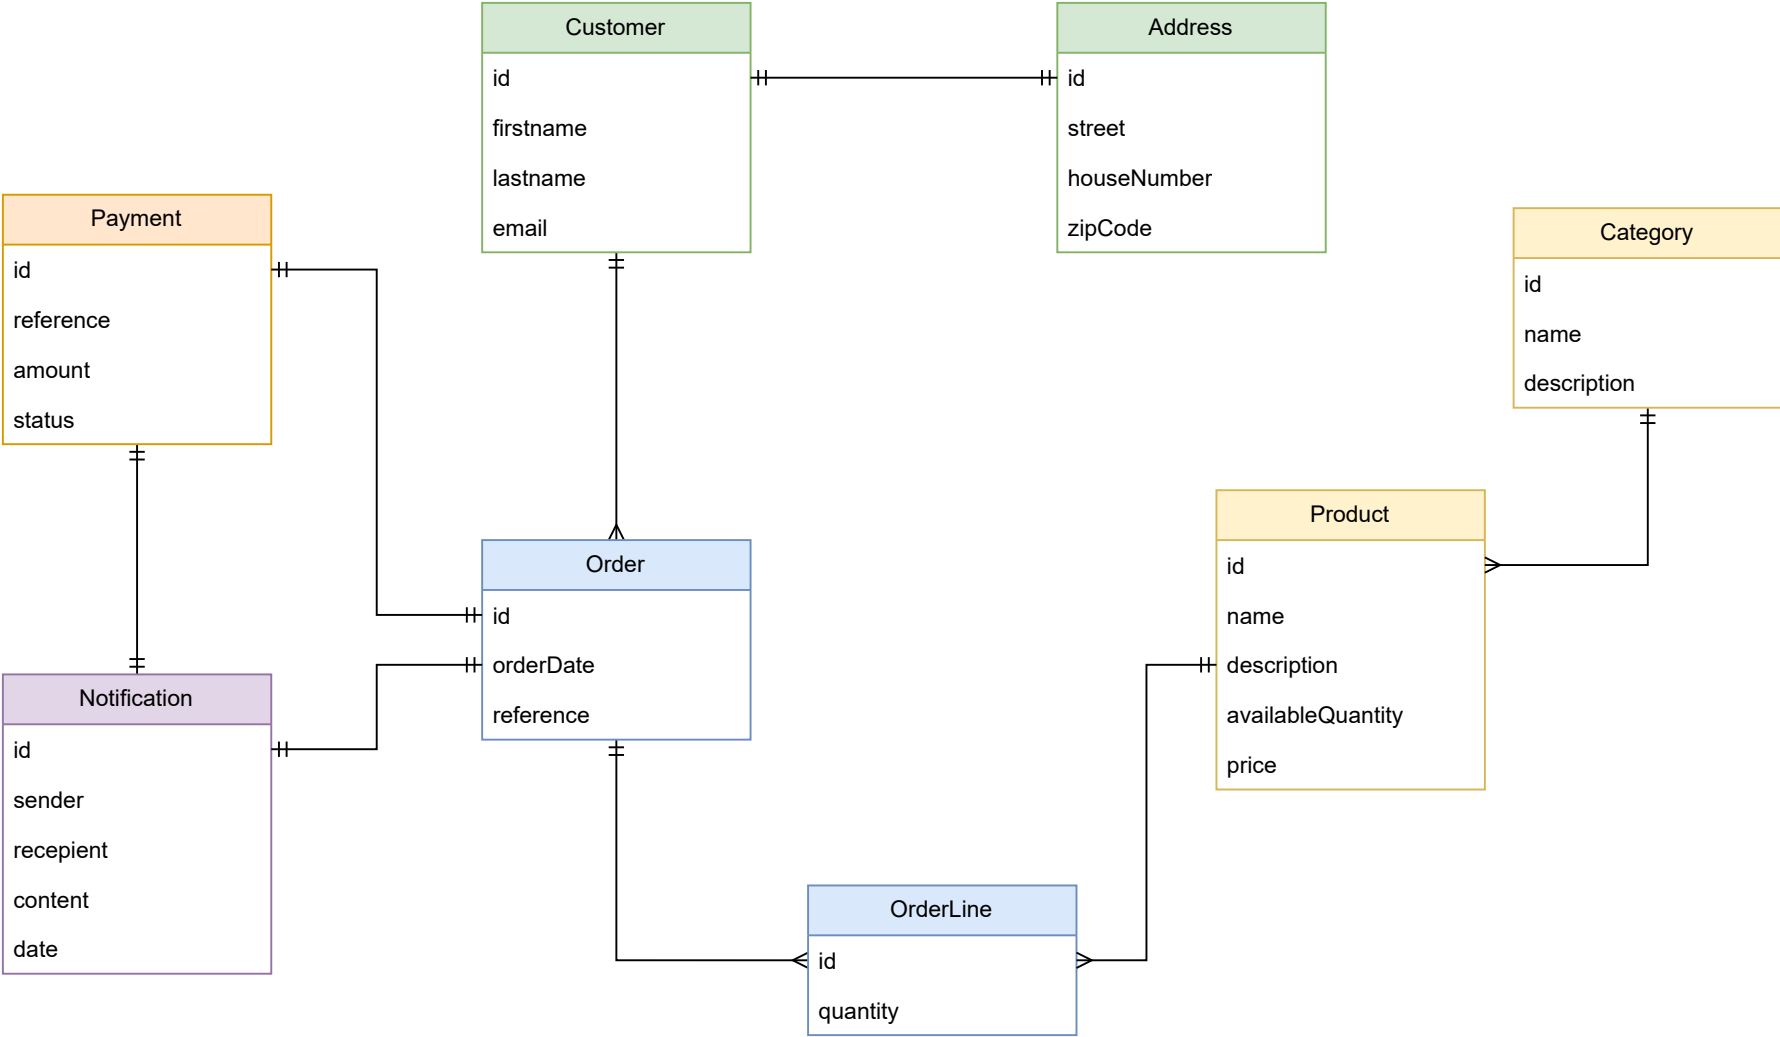 Customer
id
firstname
lastname
email
Address
id
street
houseNumber
zipCode
Payment
id
reference
amount
status
Category
id
name
description
Product
id
name
description
availableQuantity
price
Order
id
orderDate
reference
Notification
id
sender
recepient
content
date
OrderLine
id
quantity